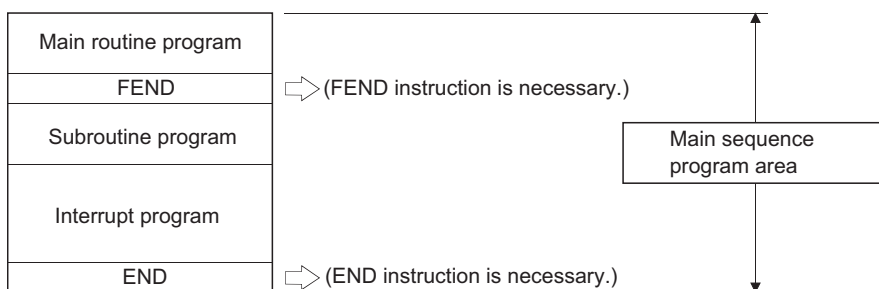 Main routine program
FEND
(FEND instruction is necessary.)
Subroutine program
Main sequence
program area
Interrupt program
END
(END instruction is necessary.)